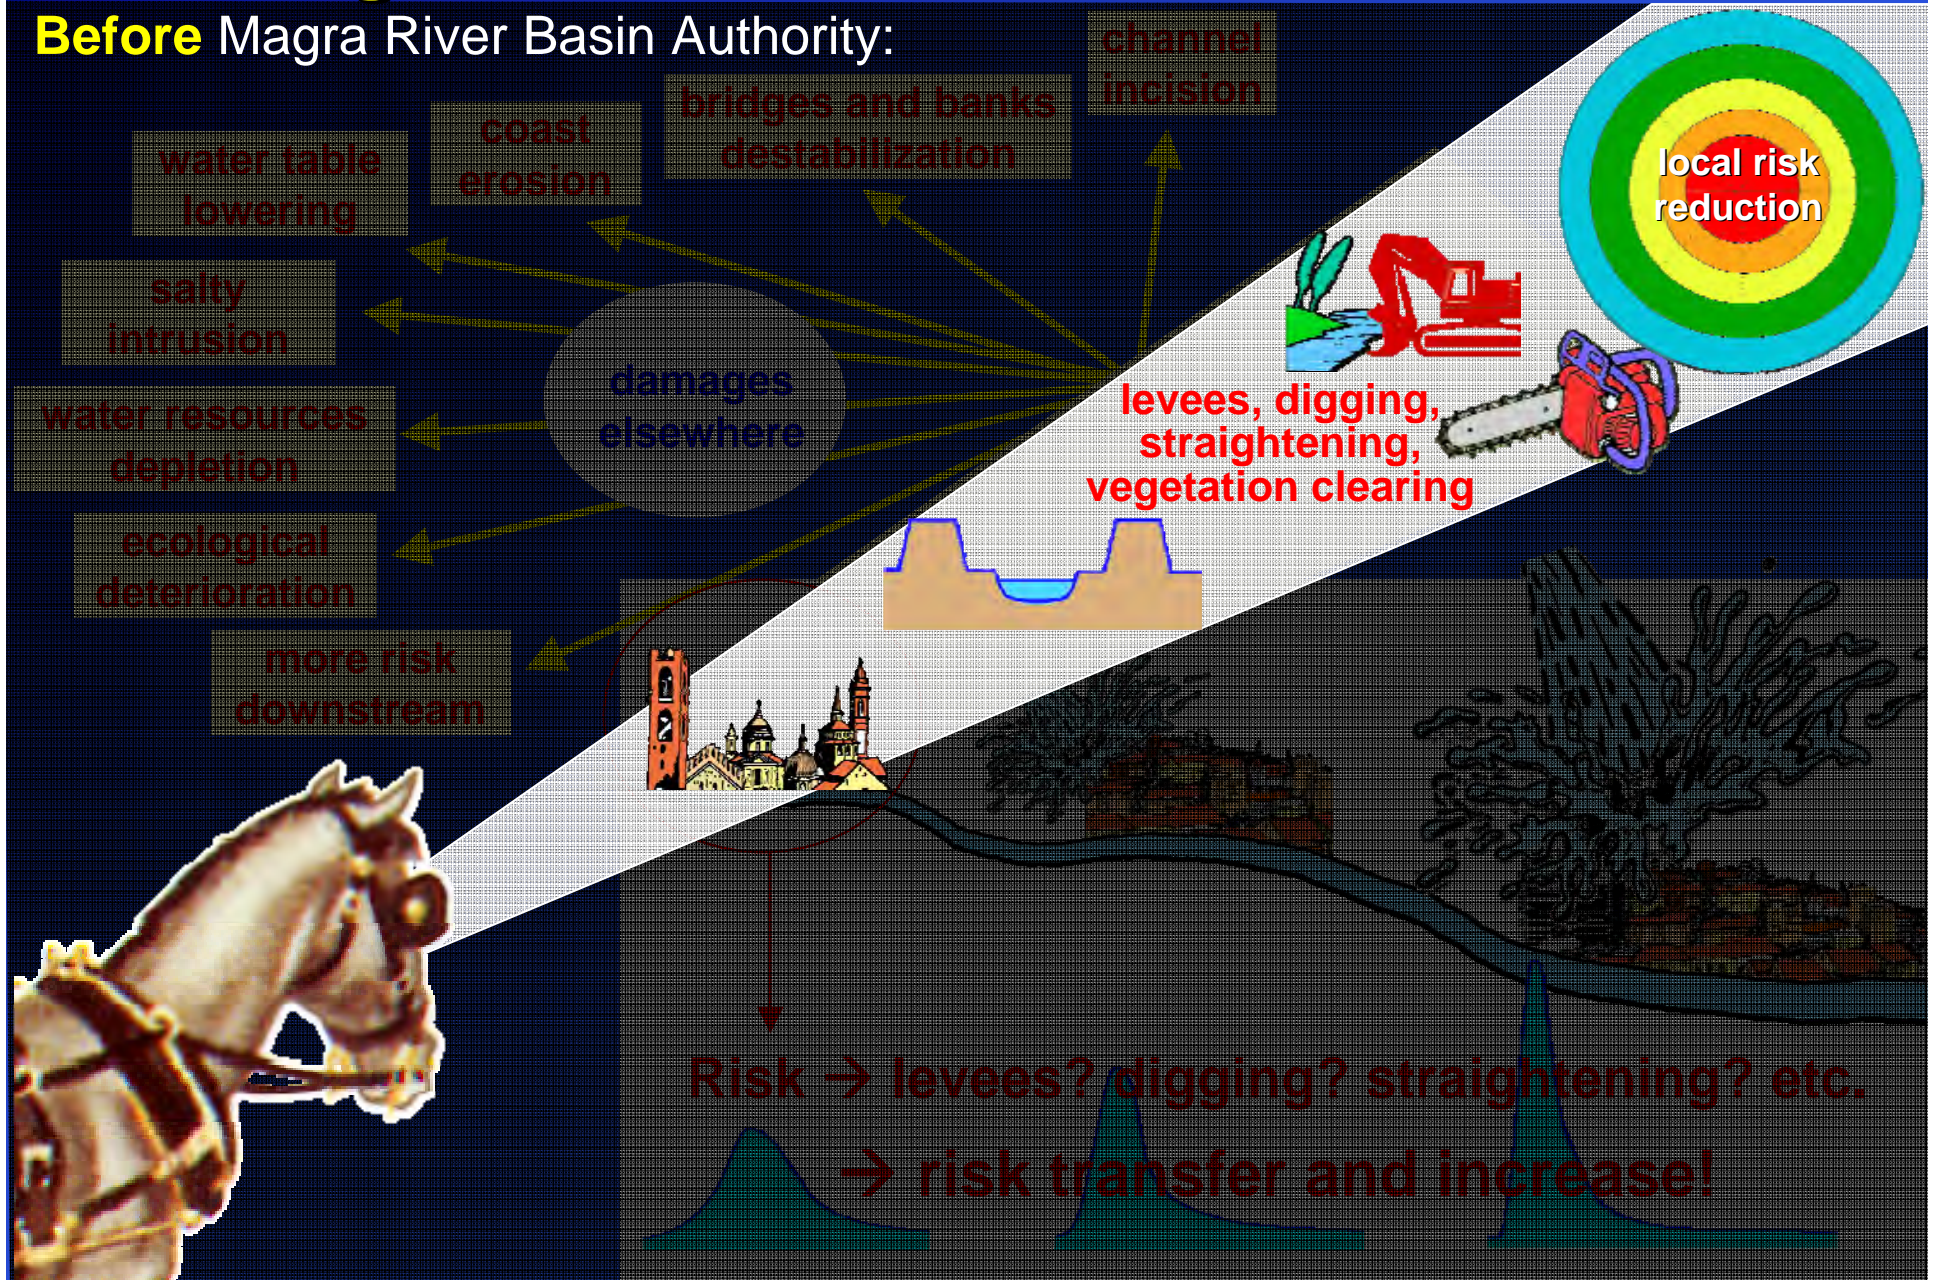 Before Magra River Basin Authority:
channel
incision
bridges and banks
destabilization
coast
erosion
water table
lowering
salty
intrusion
water resources
depletion
ecological
deterioration
more risk
downstream
damages
elsewhere
local risk
reduction
levees, digging,
straightening,
vegetation clearing
Risk → levees? digging? straightening? etc.
→ risk transfer and increase!